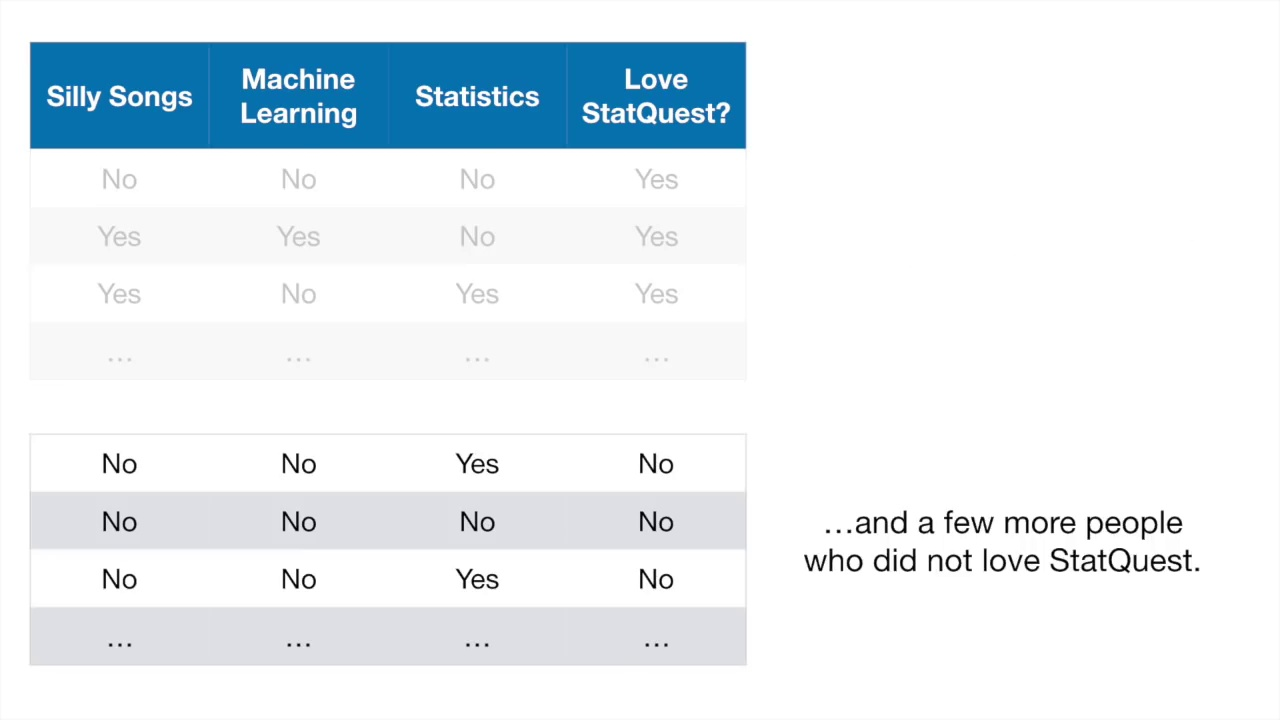 Silly Songs Machine Learning Statistics Love StatQuest?
No No No Yes
Yes Yes No Yes
Yes No Yes Yes
… … … …
No No Yes No
No No No No
No No Yes No
… … … …
…and a few more people
who did not love StatQuest.